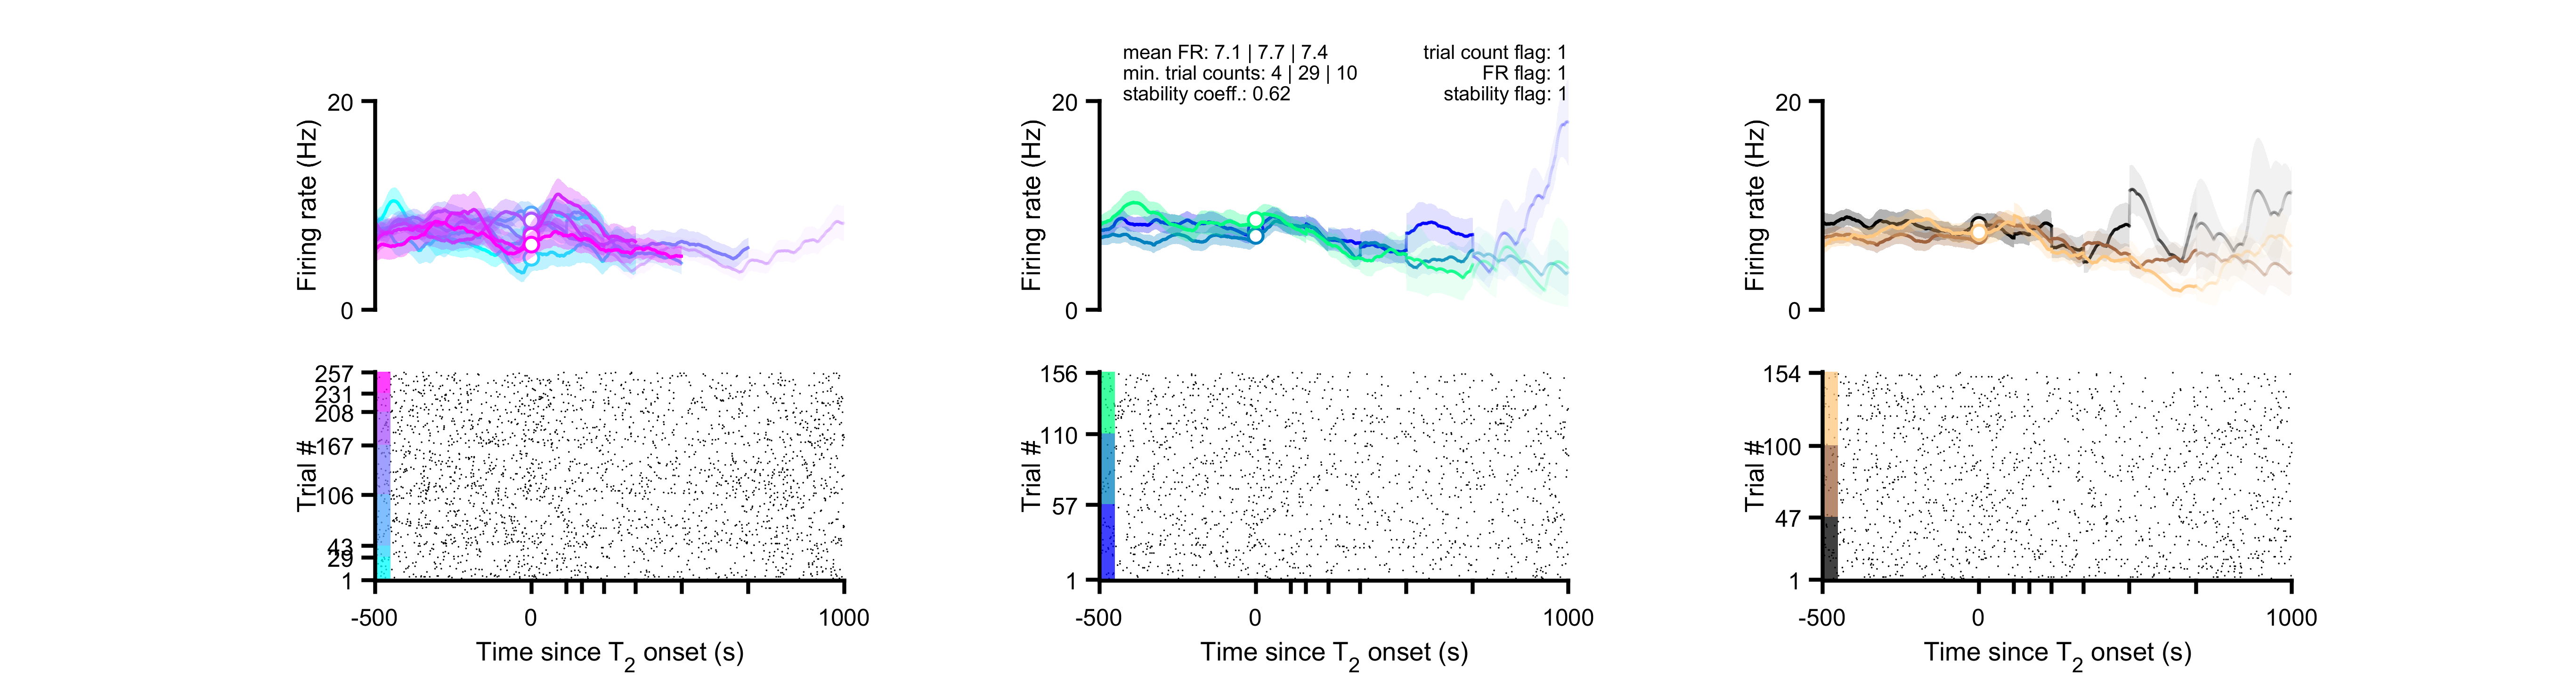 mean FR: 7.1 | 7.7 | 7.4
min. trial counts: 4 | 29 | 10
stability coeff.: 0.62
trial count flag: 1
FR flag: 1
stability flag: 1
20
Firing rate (Hz)
0
20
Firing rate (Hz)
0
20
Firing rate (Hz)
0
257
231
208
167
106
43
29
1
Trial #
-500
0
1000
Time since T2 onset (s)
156
110
57
1
Trial #
-500
0
1000
Time since T2 onset (s)
154
100
47
1
Trial #
-500
0
1000
Time since T2 onset (s)